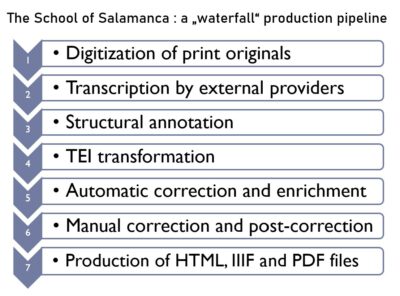 The School of Salamanca : a „waterfall“ production pipeline
1 • Digitization of print originals
2 • Transcription by external providers
3 • Structural annotation
4 • TEI transformation
5 • Automatic correction and enrichment
6 • Manual correction and post-correction
7 • Production of HTML, IIIF and PDF files